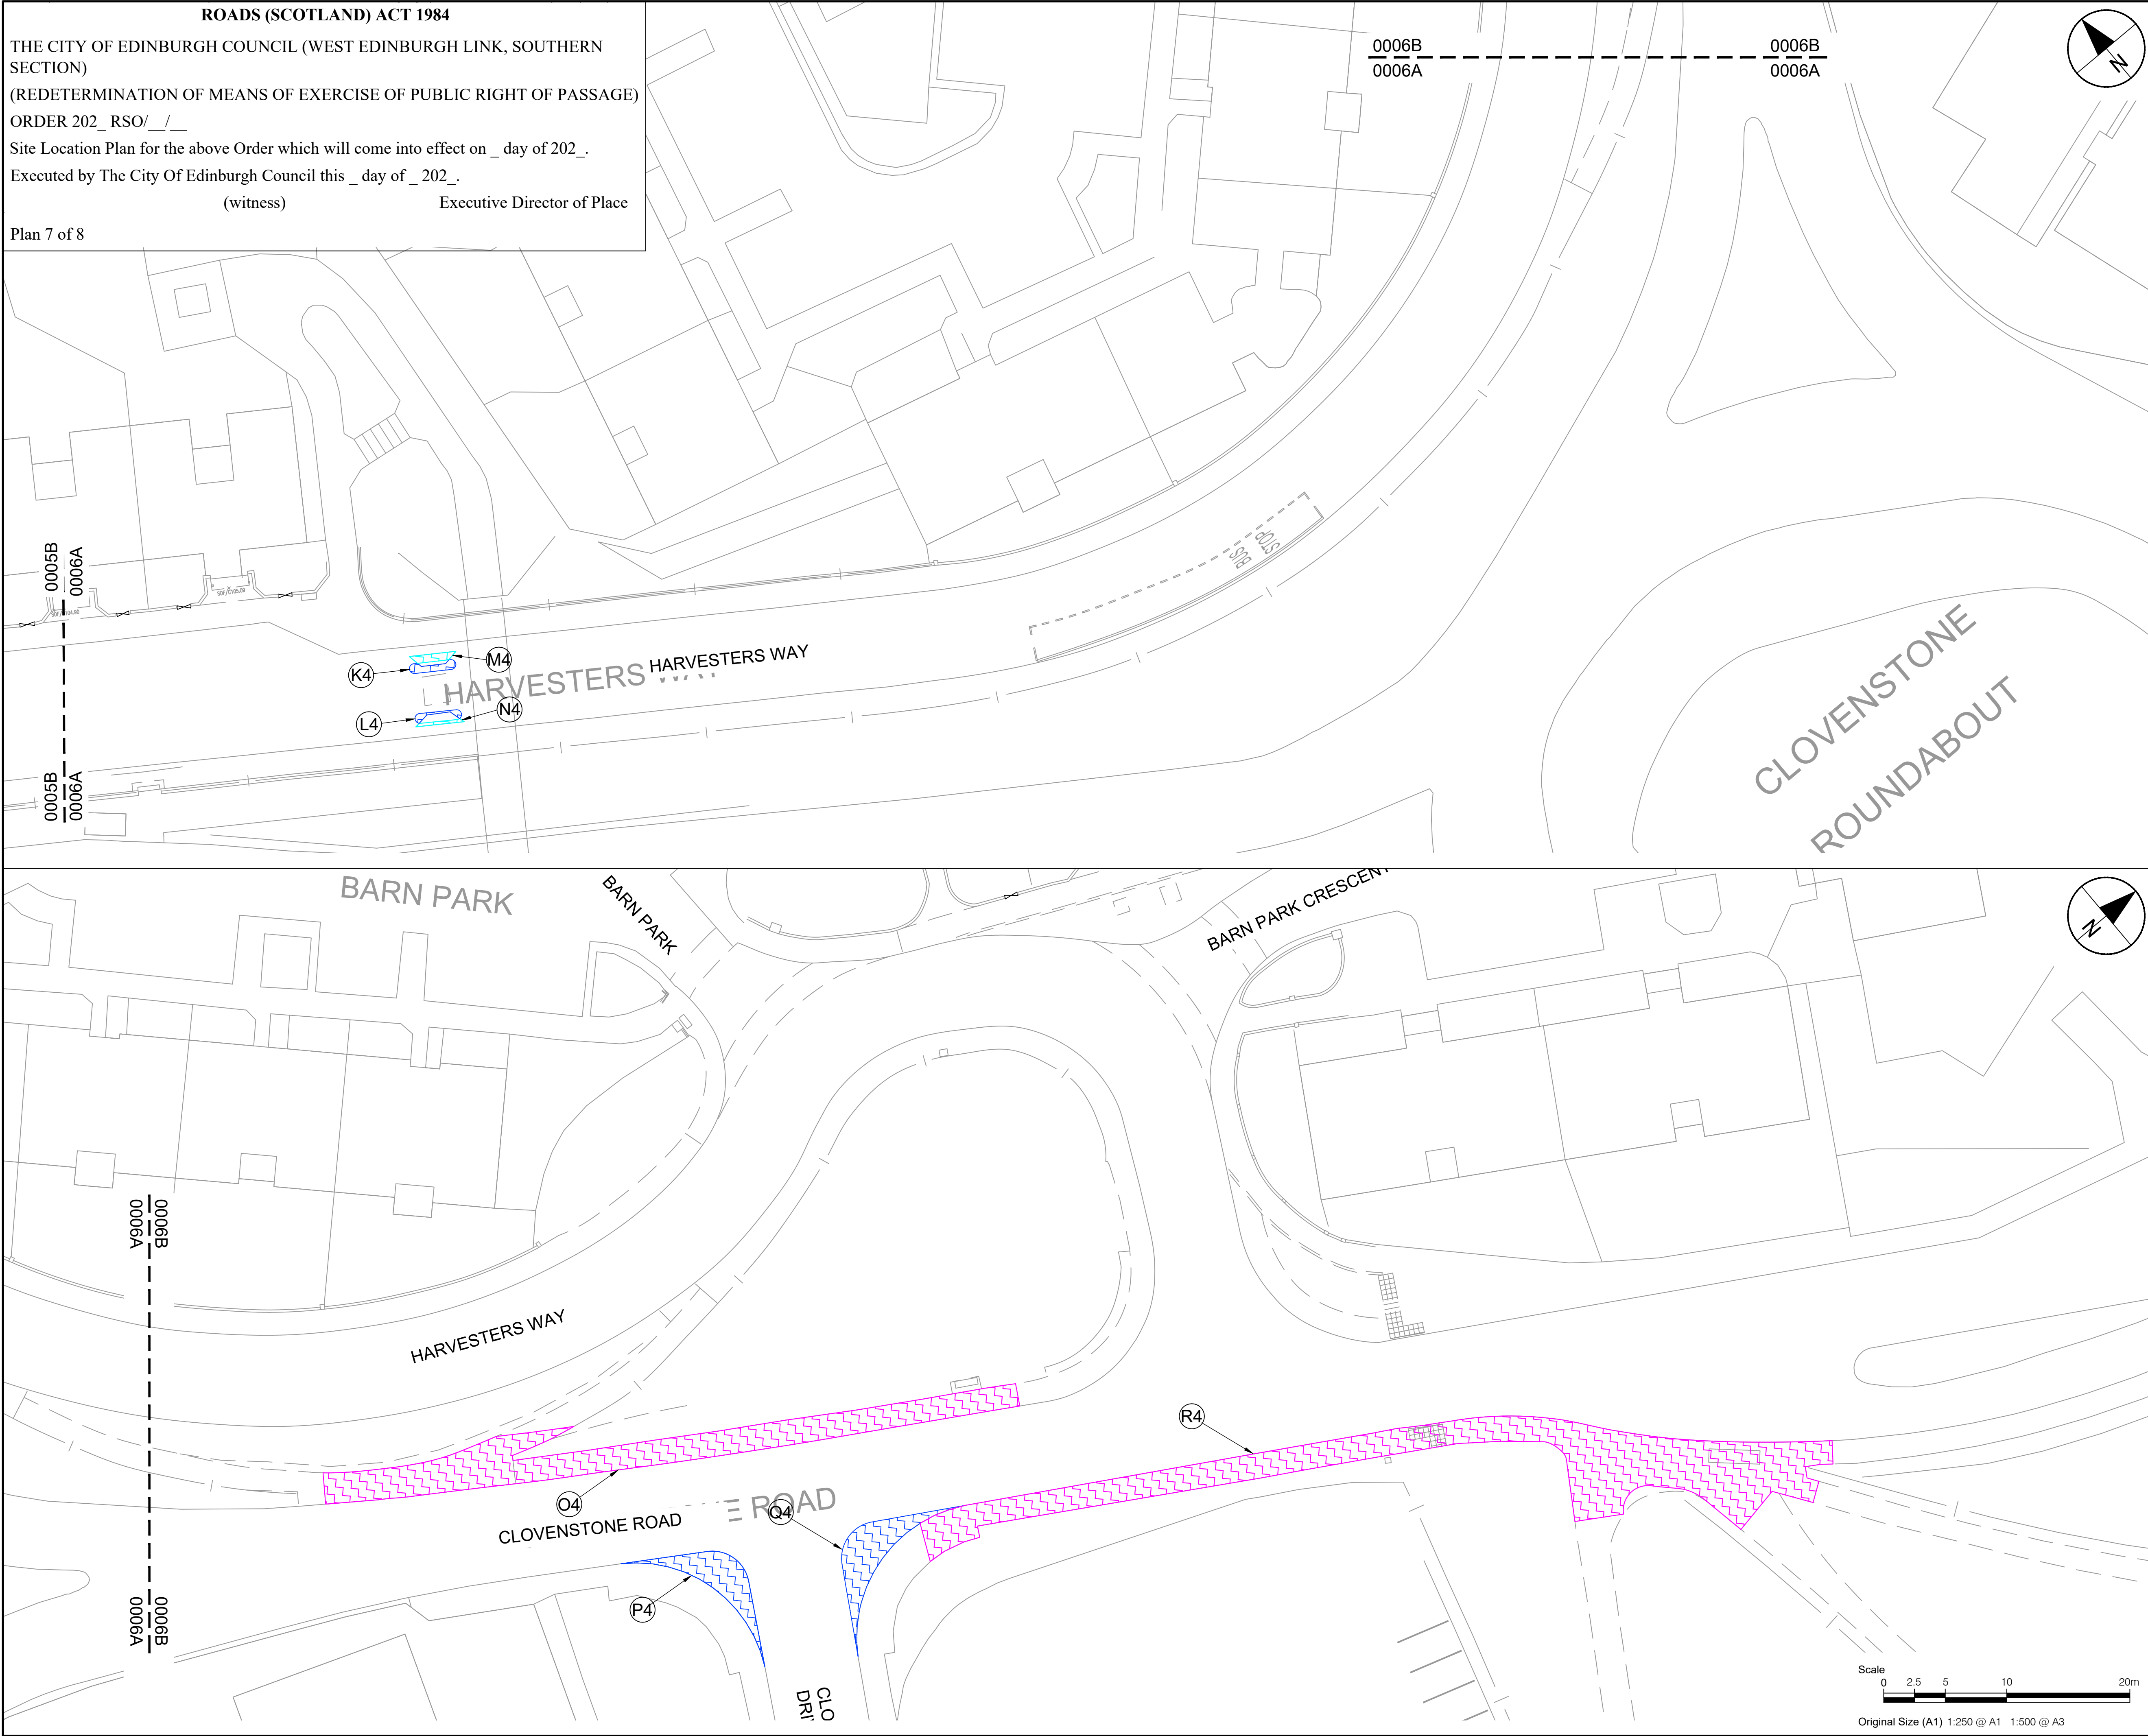 ROADS (SCOTLAND) ACT 1984
THE CITY OF EDINBURGH COUNCIL (WEST EDINBURGH LINK, SOUTHERN
SECTION)
(REDETERMINATION OF MEANS OF EXERCISE OF PUBLIC RIGHT OF PASSAGE)
ORDER 202_ RSO/__/__
Site Location Plan for the above Order which will come into effect on _ day of 202_.
Executed by The City Of Edinburgh Council this _ day of _ 202_.
(witness) Executive Director of Place
Plan 7 of 8
0006B 0006B
0006A 0006A
N
0005B
0006A
BUS
STOP
K4
M4
HARVESTERS WAY
HARVESTERS
L4
N4
0005B
0006A
CLOVENSTONE
ROUNDABOUT
BARN PARK
BARN PARK
BARN PARK CRESCENT
N
0006B
0006A
HARVESTERS WAY
R4
O4
Q4
E ROAD
CLOVENSTONE ROAD
P4
0006B
0006A
CLO
DRI
Scale
0 2.5 5 10 20m
Original Size (A1) 1:250 @ A1 1:500 @ A3